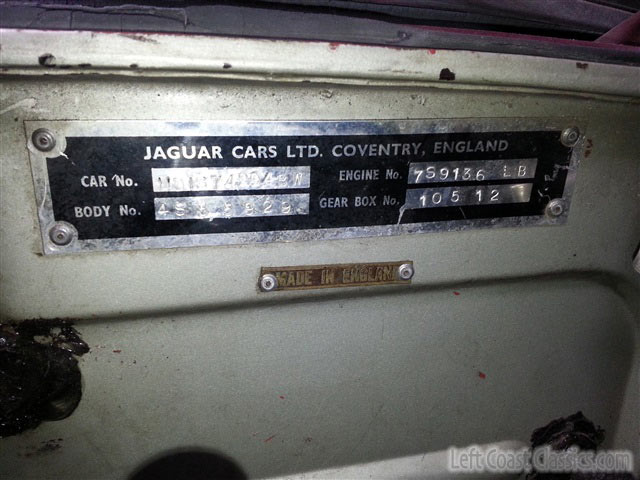 JAGUAR CARS LTD. COVENTRY, ENGLAND
CAR No.
ENGINE No. 7S9136 LB
BODY No.
GEAR BOX No. 10512
MADE IN ENGLAND
Left Coast Classics.com